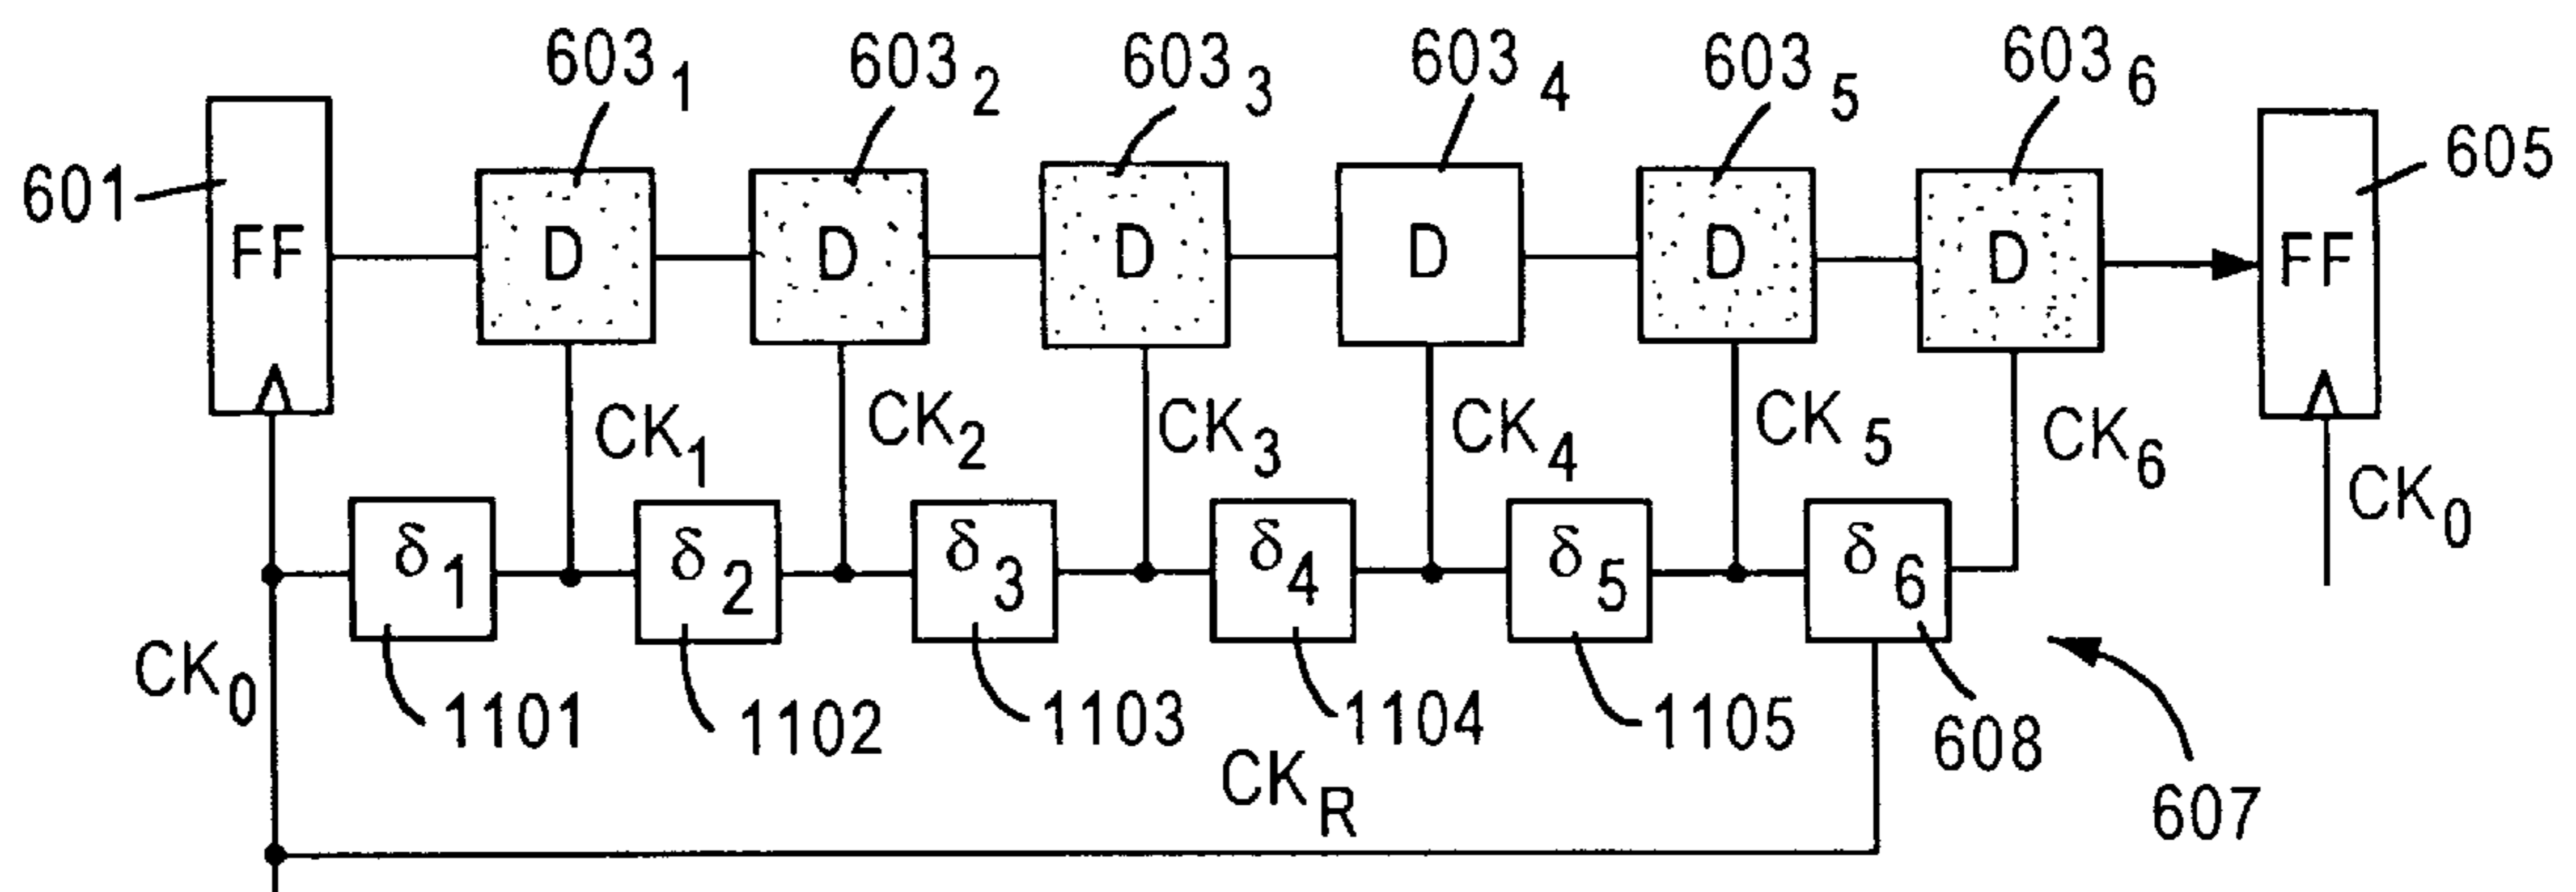 603₁ 603₂ 603₃ 603₄ 603₅ 603₆
601 605
FF D D D D D D FF
CK₁ CK₂ CK₃ CK₄ CK₅ CK₆
CK₀
δ₁ δ₂ δ₃ δ₄ δ₅ δ₆
CK₀
1101 1102 1103 1104 1105 608
CK_R
607